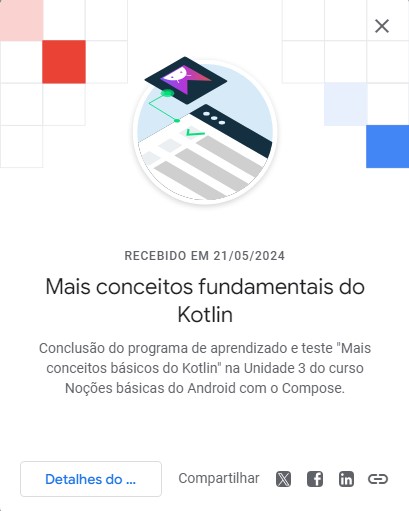 RECEBIDO EM 21/05/2024
Mais conceitos fundamentais do
Kotlin
Conclusão do programa de aprendizado e teste "Mais
conceitos básicos do Kotlin" na Unidade 3 do curso
Noções básicas do Android com o Compose.
Detalhes do ...
Compartilhar